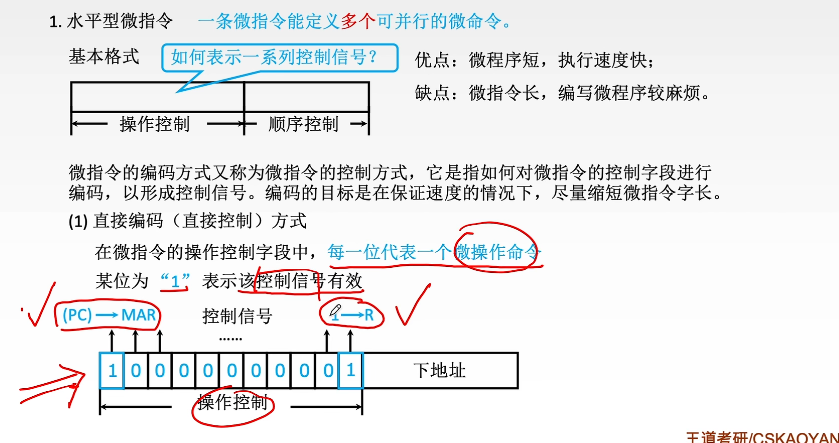 1. 水平型微指令 一条微指令能定义多个可并行的微命令。
基本格式 如何表示一系列控制信号？ 优点：微程序短，执行速度快；
缺点：微指令长，编写微程序较麻烦。
操作控制 顺序控制
微指令的编码方式又称为微指令的控制方式，它是指如何对微指令的控制字段进行
编码，以形成控制信号。编码的目标是在保证速度的情况下，尽量缩短微指令字长。
(1) 直接编码（直接控制）方式
在微指令的操作控制字段中，每一位代表一个微操作命令
某位为“1”表示该控制信号有效
(PC)→MAR 控制信号 1→R
……
1 0 0 0 0 0 0 0 0 0 1 下地址
操作控制
王道考研/CSKAOYAN